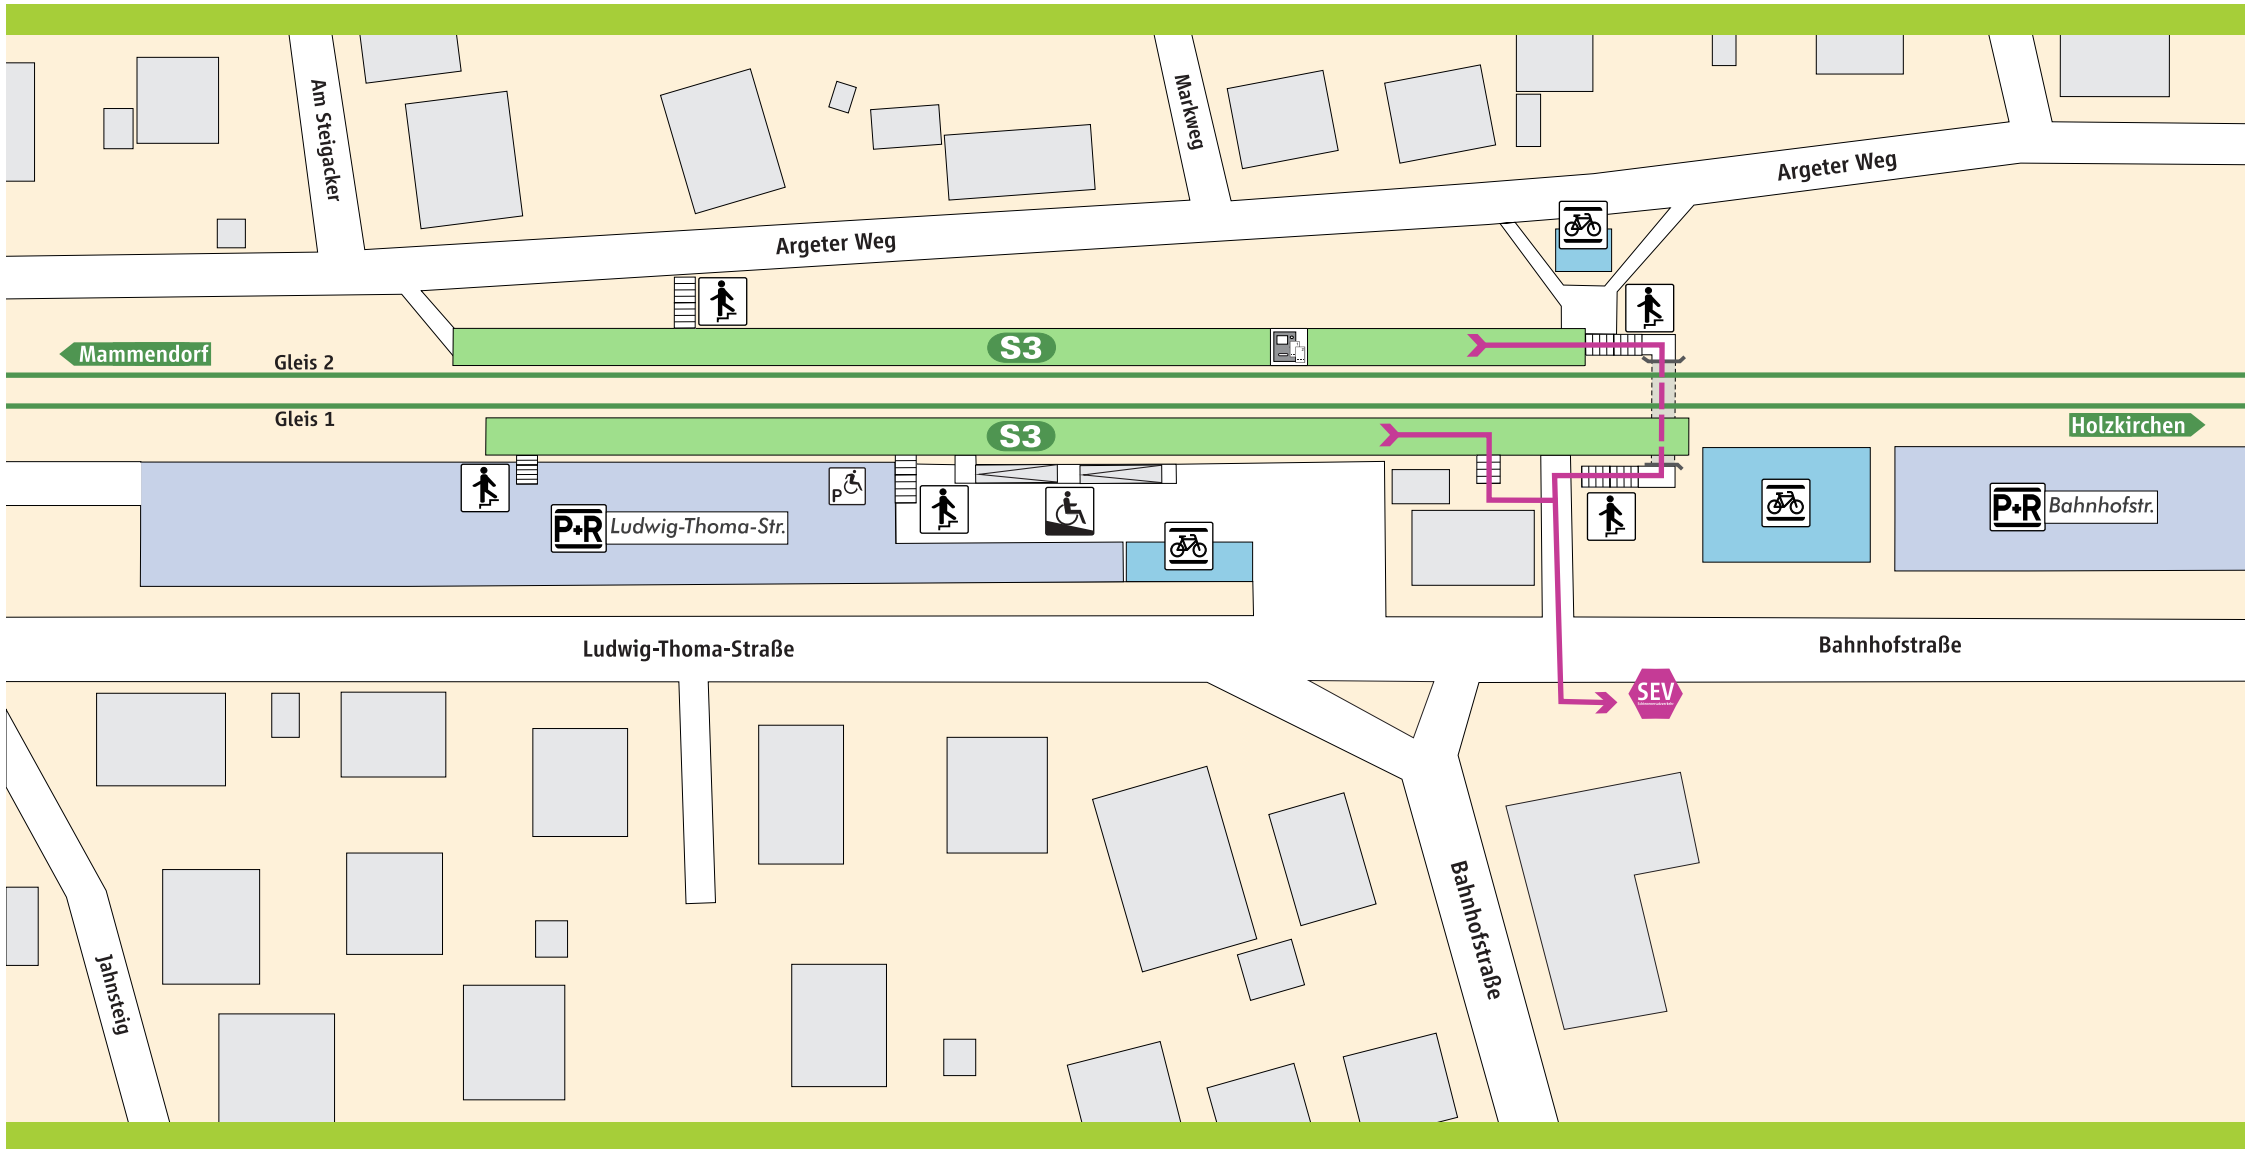 Am Steigacker
Markweg
Argeter Weg
Argeter Weg
Mammendorf
Gleis 2
S3
Gleis 1
S3
Holzkirchen
P
P+R Ludwig-Thoma-Str.
P+R Bahnhofstr.
Ludwig-Thoma-Straße
Bahnhofstraße
SEV
Bahnhofstraße
Jahnsteig